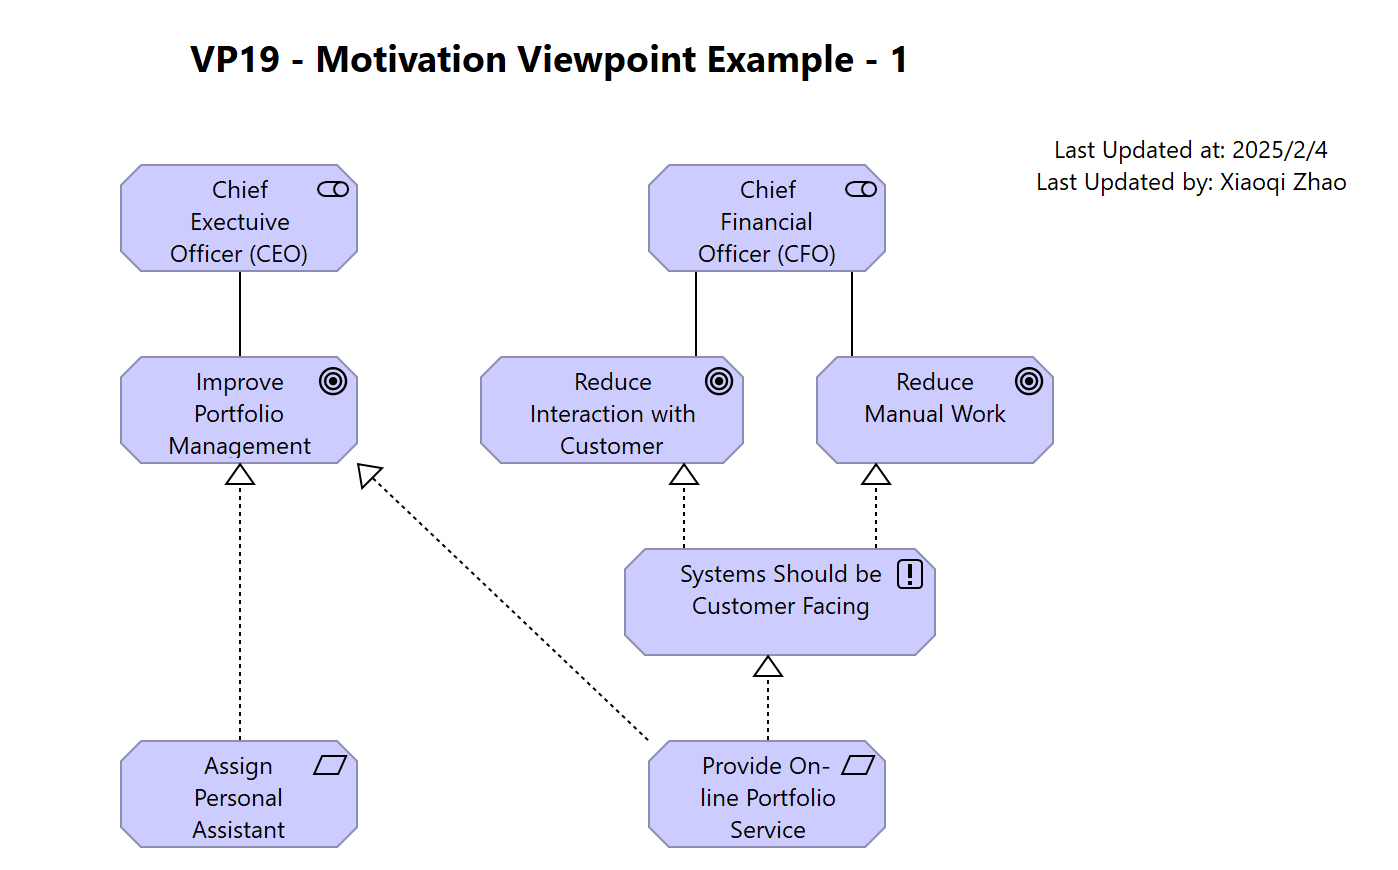 VP19 - Motivation Viewpoint Example - 1
Last Updated at: 2025/2/4
Last Updated by: Xiaoqi Zhao
Chief
Exectuive
Officer (CEO)
Chief
Financial
Officer (CFO)
Improve
Portfolio
Management
Reduce
Interaction with
Customer
Reduce
Manual Work
Systems Should be
Customer Facing
Assign
Personal
Assistant
Provide On-
line Portfolio
Service